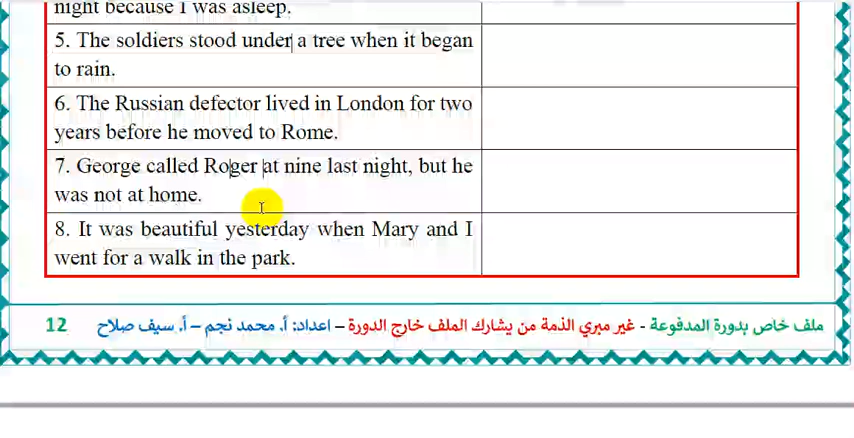 night because I was asleep.
5. The soldiers stood under a tree when it began
to rain.
6. The Russian defector lived in London for two
years before he moved to Rome.
7. George called Roger at nine last night, but he
was not at home.
8. It was beautiful yesterday when Mary and I
went for a walk in the park.
ملف خاص بدورة المدفوعة - غير مبري الذمة من يشارك الملف خارج الدورة – اعداد: أ. محمد نجم – أ. سيف صلاح 12